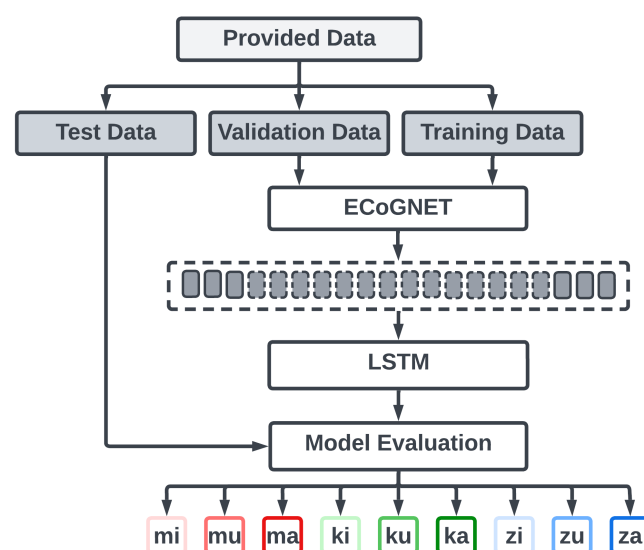 Provided Data
Test Data
Validation Data
Training Data
ECoGNET
LSTM
Model Evaluation
mi mu ma ki ku ka zi zu za